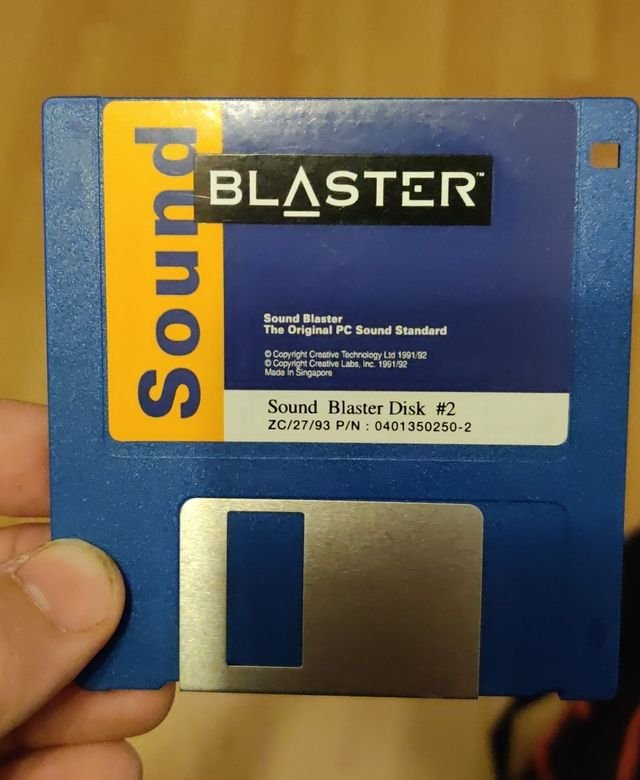 Sound
BLASTER™
Sound Blaster
The Original PC Sound Standard
© Copyright Creative Technology Ltd 1991/92
© Copyright Creative Labs, Inc. 1991/92
Made In Singapore
Sound Blaster Disk #2
ZC/27/93 P/N : 0401350250-2